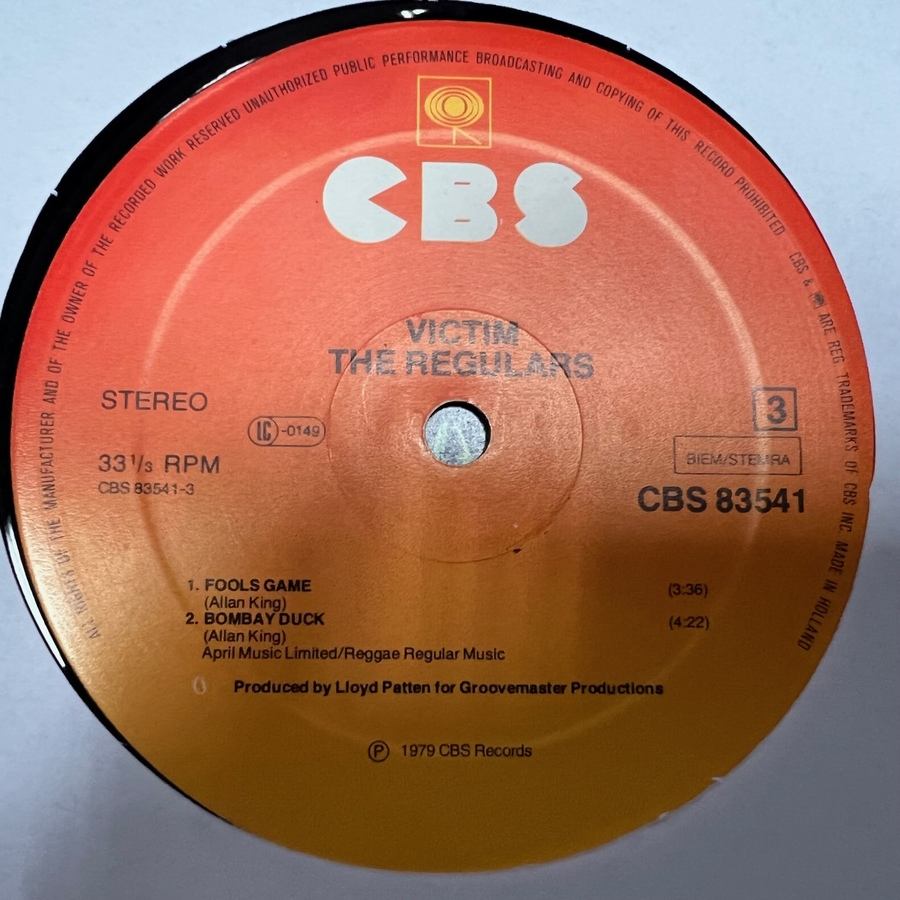 ALL RIGHTS OF THE MANUFACTURER AND OF THE OWNER OF THE RECORDED WORK RESERVED UNAUTHORIZED PUBLIC PERFORMANCE BROADCASTING AND COPYING OF THIS RECORD PROHIBITED CBS & ARE REG TRADEMARKS OF CBS INC. MADE IN HOLLAND
CBS
VICTIM
THE REGULARS
STEREO
3
LC-0149
BIEM/STEMRA
33 1/3 RPM
CBS 83541-3
CBS 83541
1. FOOLS GAME (3:36)
(Allan King)
2. BOMBAY DUCK (4:22)
(Allan King)
April Music Limited/Reggae Regular Music
Produced by Lloyd Patten for Groovemaster Productions
Ⓟ 1979 CBS Records